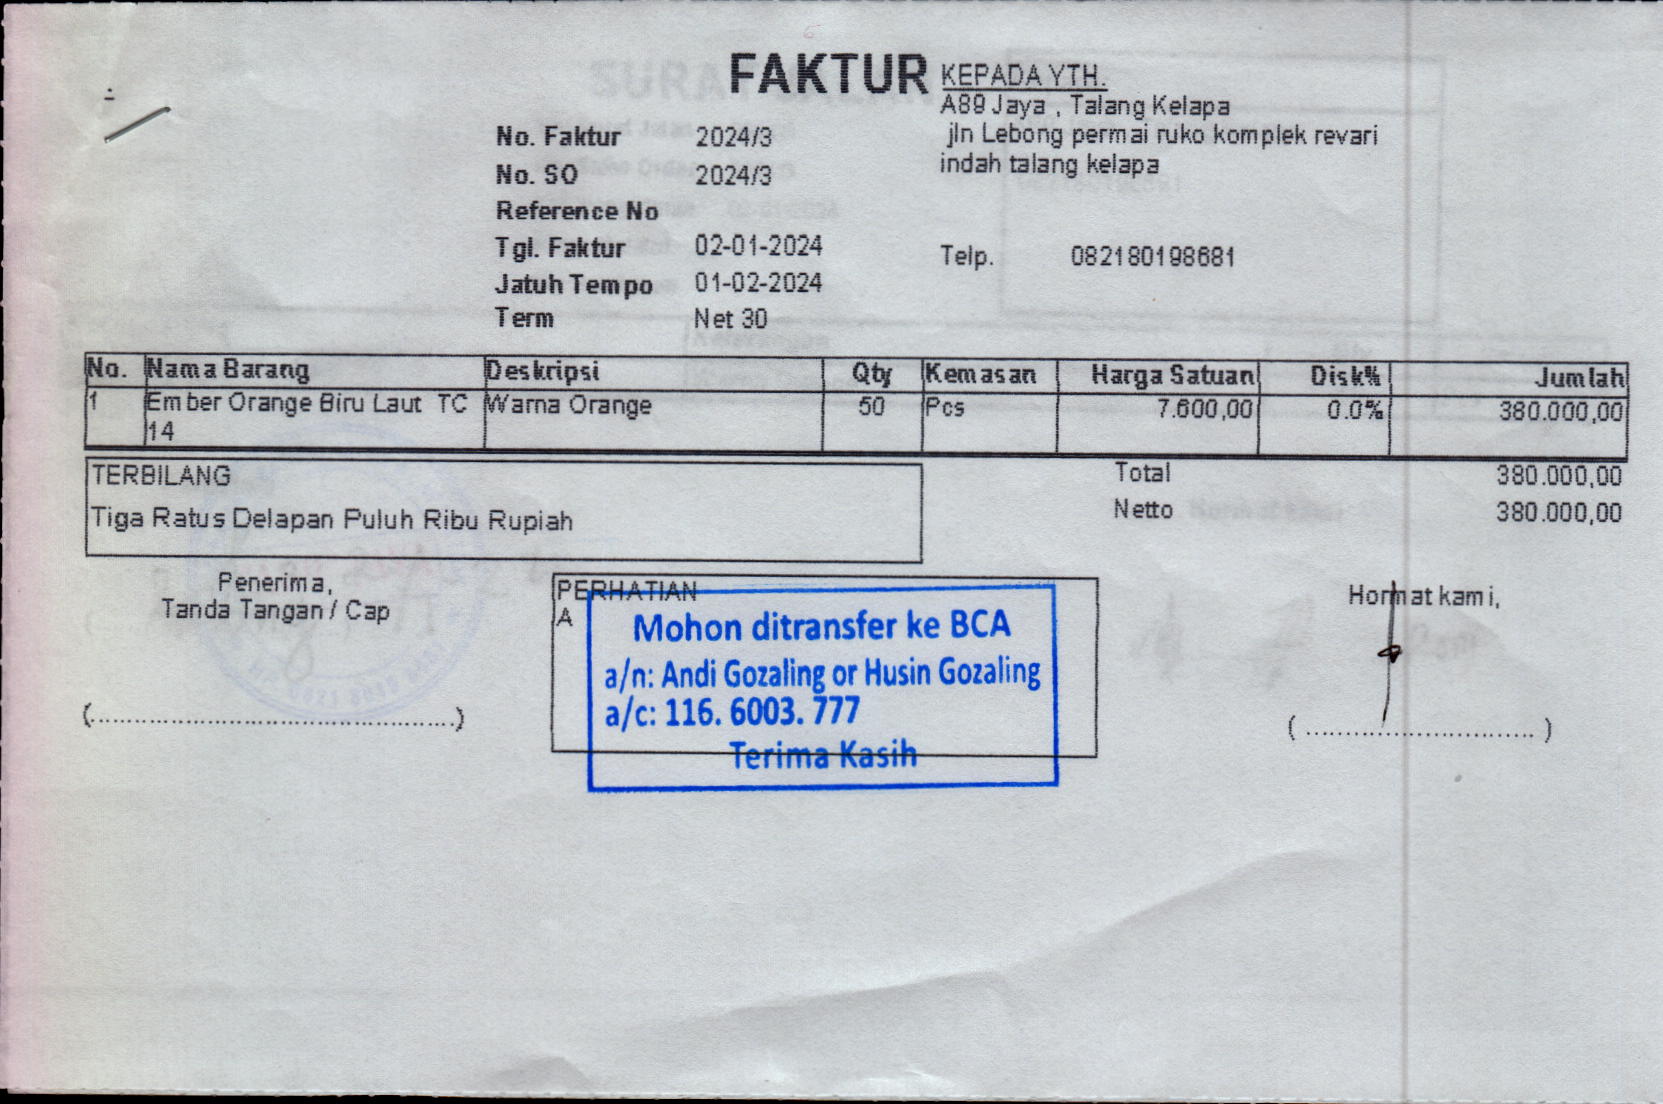 FAKTUR
KEPADA YTH.
A89 Jaya , Talang Kelapa
jln Lebong permai ruko komplek revari
indah talang kelapa
Telp. 082180198681
No. Faktur 2024/3
No. SO 2024/3
Reference No
Tgl. Faktur 02-01-2024
Jatuh Tempo 01-02-2024
Term Net 30
No. Nama Barang Deskripsi Qty Kemasan Harga Satuan Disk% Jumlah
1 Ember Orange Biru Laut TC Warna Orange 50 Pcs 7.600,00 0.0% 380.000,00
14
TERBILANG
Tiga Ratus Delapan Puluh Ribu Rupiah
Total 380.000,00
Netto 380.000,00
Penerima,
Tanda Tangan / Cap
(..........................................)
PERHATIAN
A
Mohon ditransfer ke BCA
a/n: Andi Gozaling or Husin Gozaling
a/c: 116. 6003. 777
Terima Kasih
Hormat kami,
(..........................)